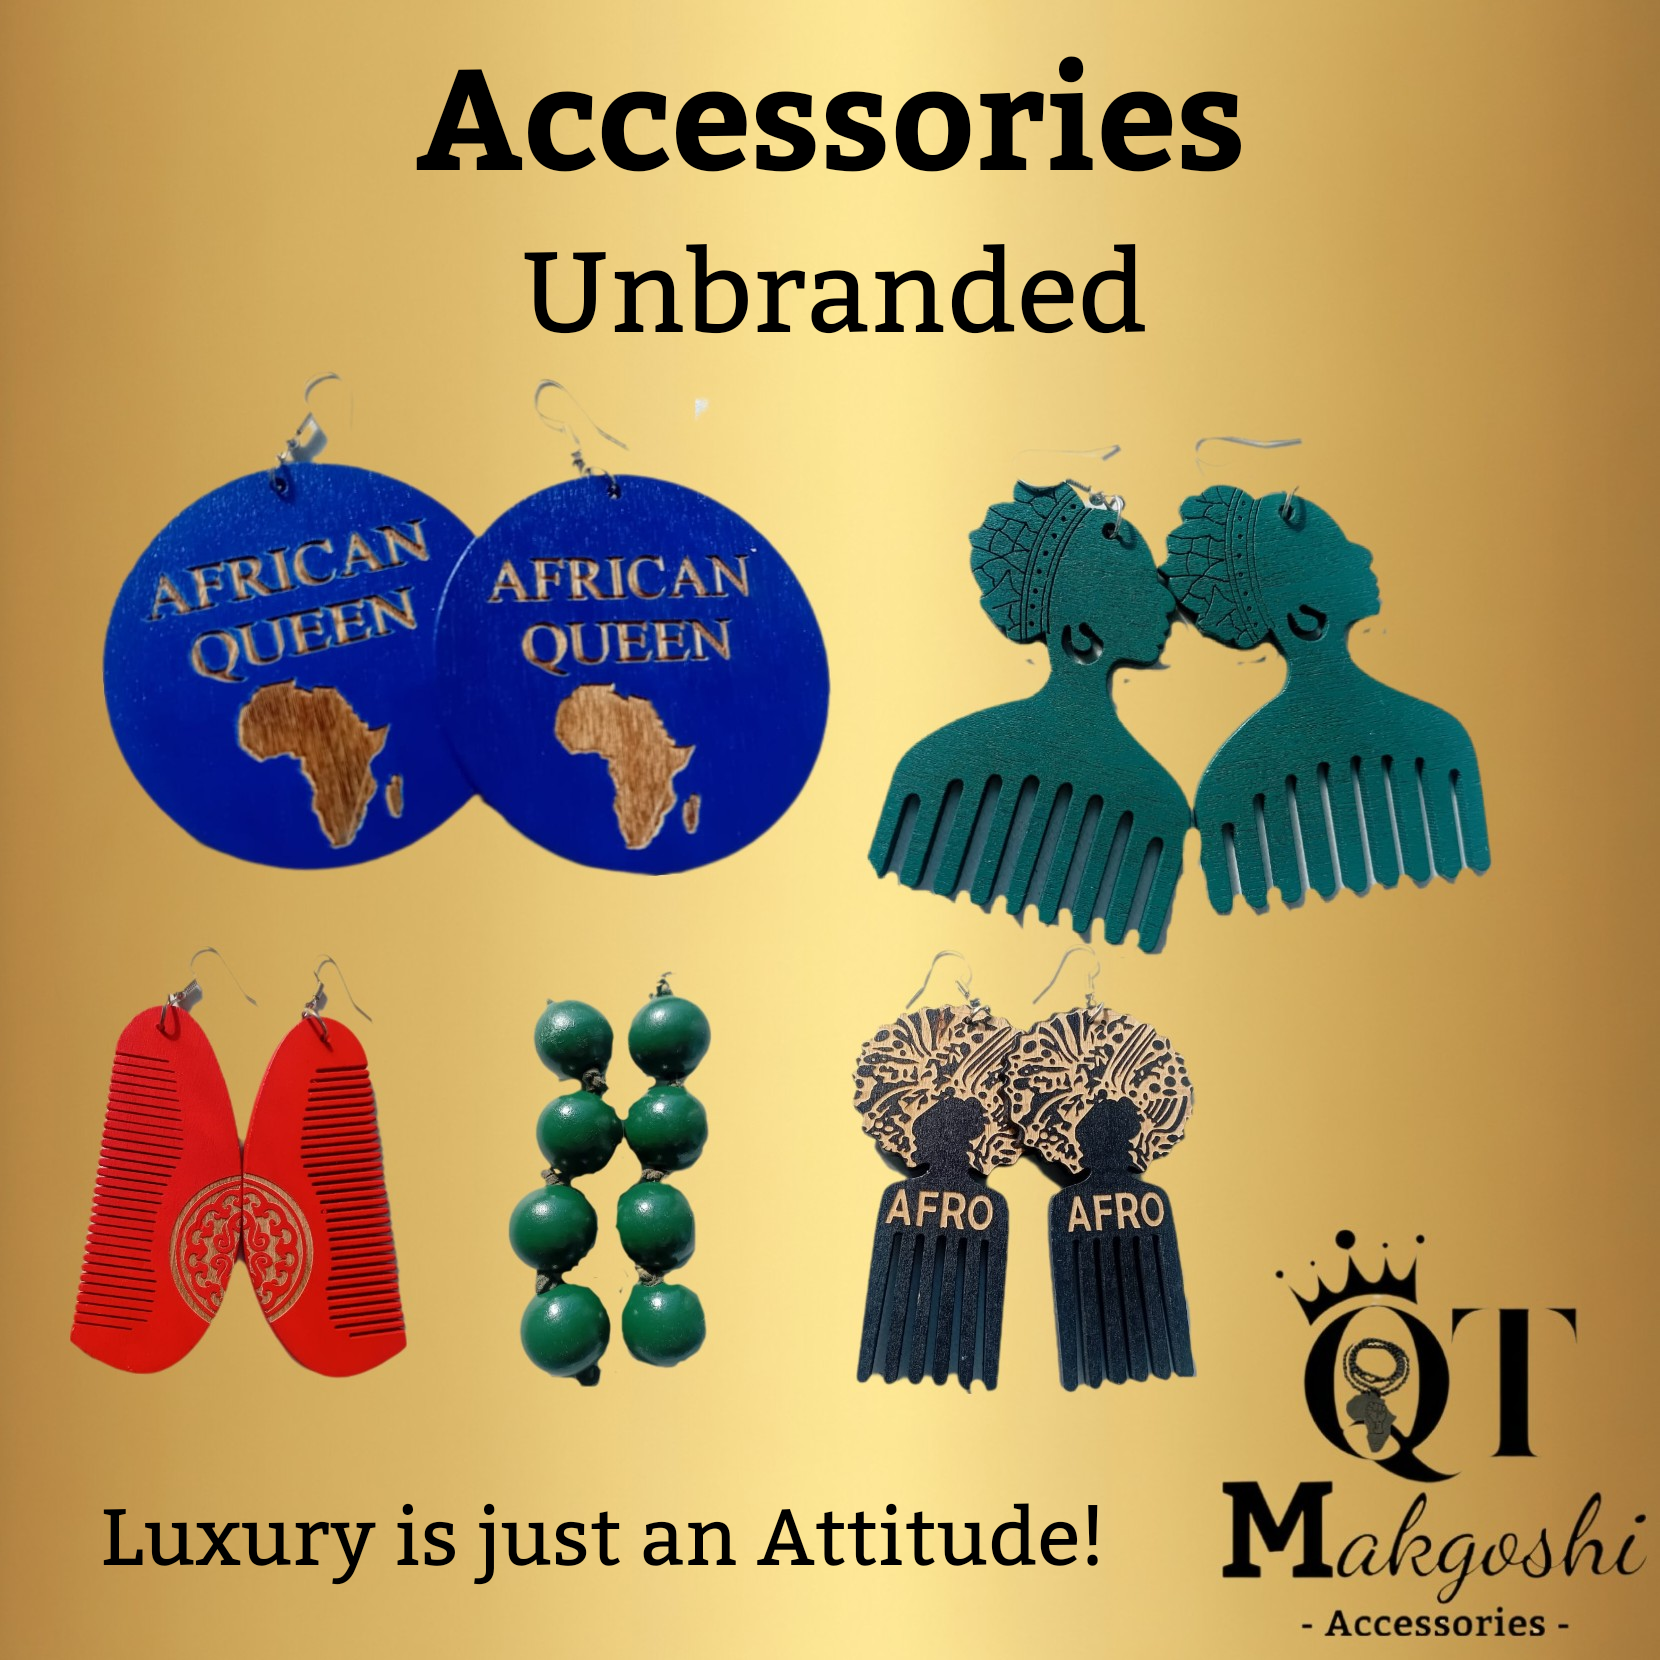 Accessories
Unbranded
AFRICAN
QUEEN
AFRICAN
QUEEN
AFRO
AFRO
Luxury is just an Attitude!
QT
Makgoshi
- Accessories -